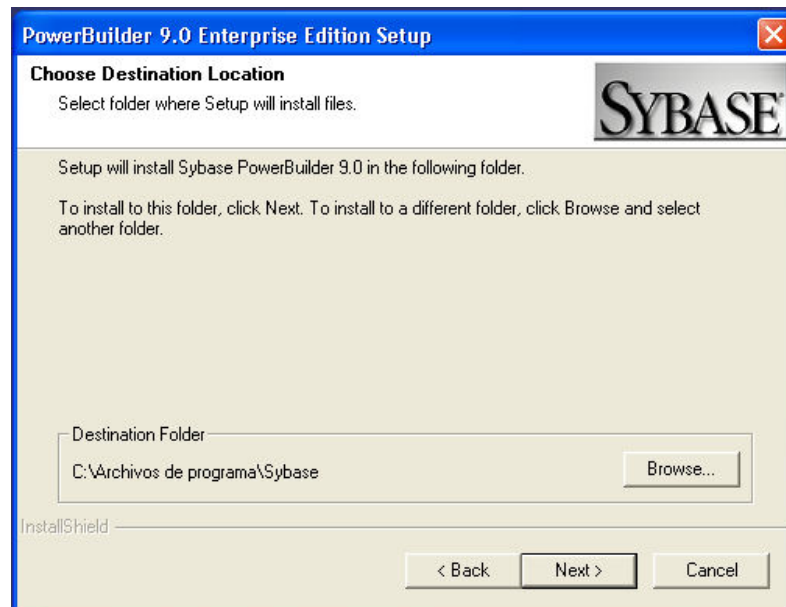 PowerBuilder 9.0 Enterprise Edition Setup
Choose Destination Location
Select folder where Setup will install files.
SYBASE
Setup will install Sybase PowerBuilder 9.0 in the following folder.
To install to this folder, click Next. To install to a different folder, click Browse and select
another folder.
Destination Folder
C:\Archivos de programa\Sybase
Browse...
InstallShield
< Back
Next >
Cancel